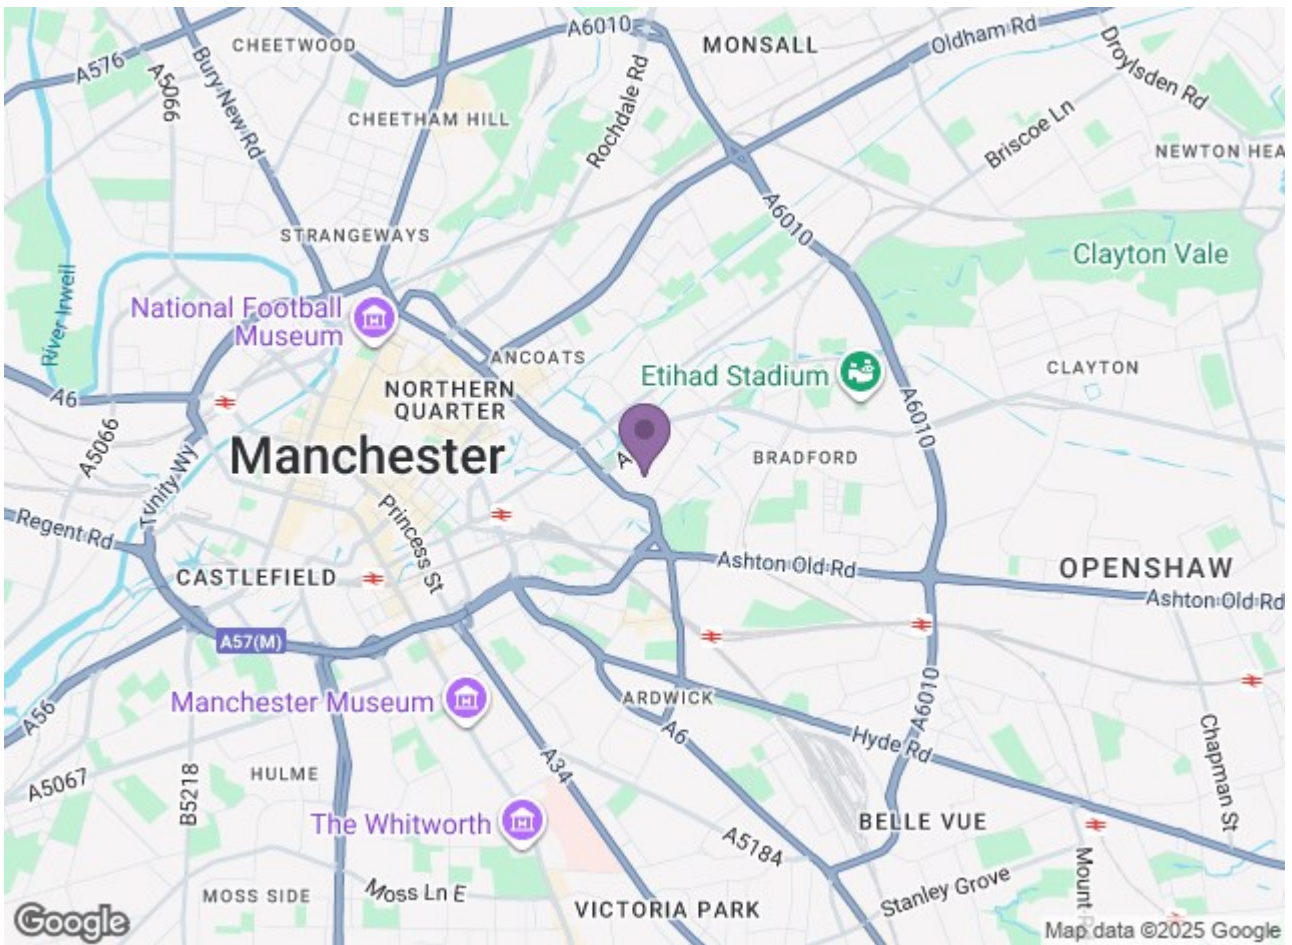 A6010
MONSALL
Oldham Rd
Droylsden Rd
CHEETWOOD
A576
A5066
Bury New Rd
Rochdale Rd
CHEETHAM HILL
Briscoe Ln
NEWTON HEA
A6010
STRANGEWAYS
Clayton Vale
River Irwell
National Football
Museum
ANCOATS
Etihad Stadium
CLAYTON
NORTHERN
QUARTER
A6
A6010
A5066
Manchester
A
BRADFORD
Trinity Wy
Regent Rd
Princess St
CASTLEFIELD
Ashton Old Rd
OPENSHAW
Ashton Old Rd
A57(M)
Manchester Museum
ARDWICK
A6010
A56
A6
Hyde Rd
A34
Chapman St
HULME
A5067
B5218
The Whitworth
A5184
BELLE VUE
MOSS SIDE
Moss Ln E
Stanley Grove
Mount R
VICTORIA PARK
Google
Map data ©2025 Google